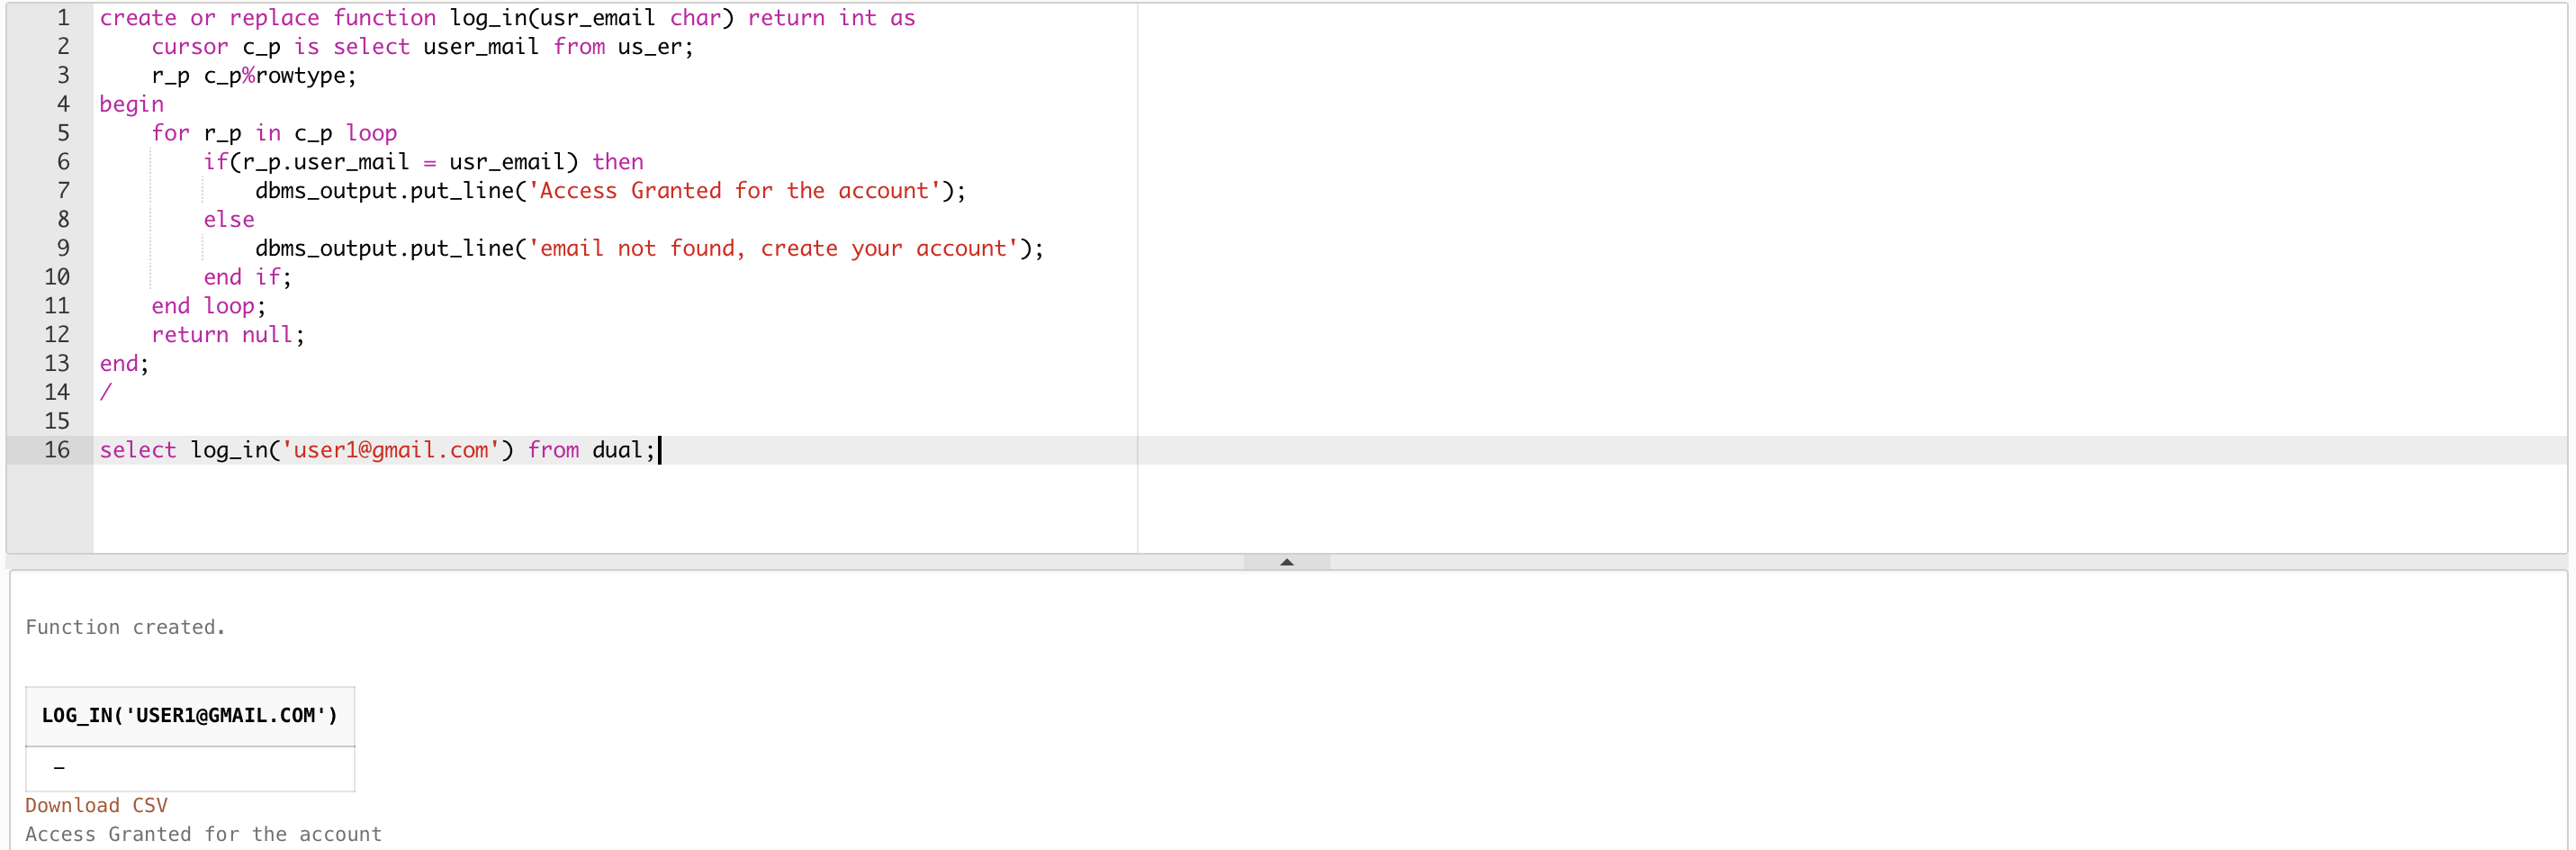 1 create or replace function log_in(usr_email char) return int as
2     cursor c_p is select user_mail from us_er;
3     r_p c_p%rowtype;
4 begin
5     for r_p in c_p loop
6         if(r_p.user_mail = usr_email) then
7             dbms_output.put_line('Access Granted for the account');
8         else
9             dbms_output.put_line('email not found, create your account');
10         end if;
11     end loop;
12     return null;
13 end;
14 /
15
16 select log_in('user1@gmail.com') from dual;
Function created.
LOG_IN('USER1@GMAIL.COM')
-
Download CSV
Access Granted for the account